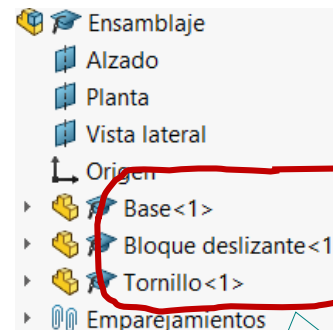 Ensamblaje
Alzado
Planta
Vista lateral
Origen
Base<1>
Bloque deslizante<1
Tornillo<1>
Emparejamientos